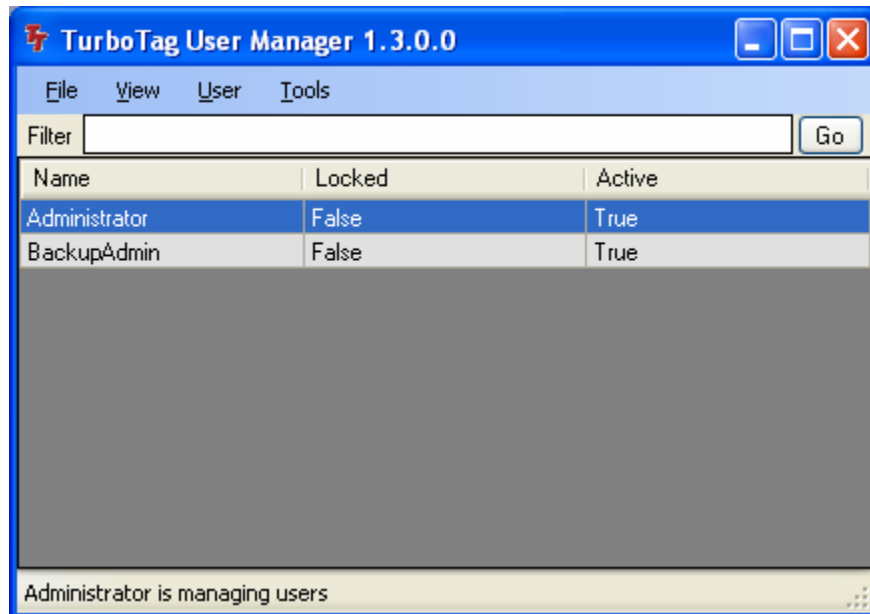 TT TurboTag User Manager 1.3.0.0
File View User Tools
Filter Go
Name Locked Active
Administrator False True
BackupAdmin False True
Administrator is managing users